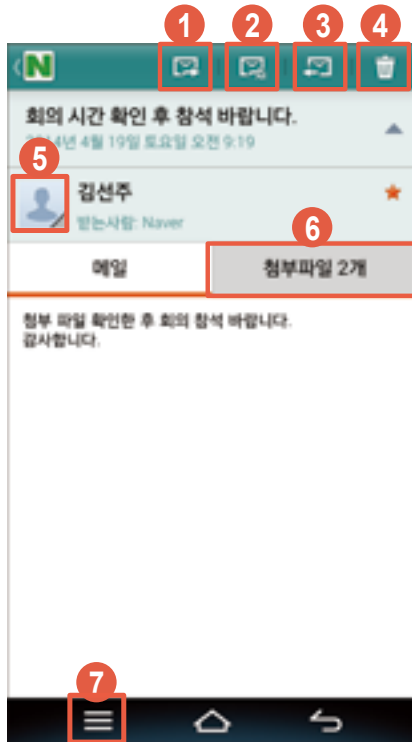 1 2 3 4
N
회의 시간 확인 후 참석 바랍니다.
2014년 4월 19일 토요일 오전 9:19
5
김선주
받는사람: Naver
6
메일 첨부파일 2개
첨부 파일 확인한 후 회의 참석 바랍니다.
감사합니다.
7